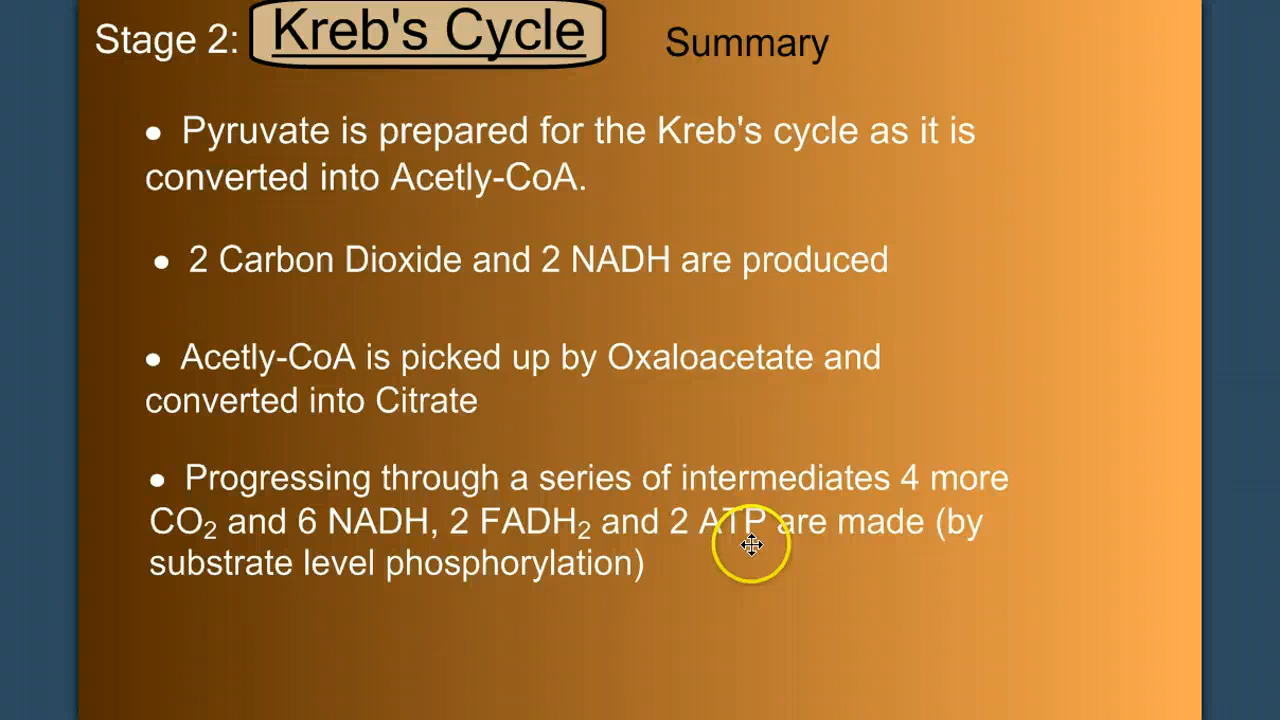 Stage 2: Kreb's Cycle Summary
• Pyruvate is prepared for the Kreb's cycle as it is
converted into Acetly-CoA.
• 2 Carbon Dioxide and 2 NADH are produced
• Acetly-CoA is picked up by Oxaloacetate and
converted into Citrate
• Progressing through a series of intermediates 4 more
CO₂ and 6 NADH, 2 FADH₂ and 2 ATP are made (by
substrate level phosphorylation)